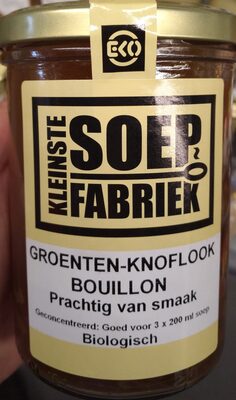 EKO
KLEINSTE
SOEP
FABRIEK
GROENTEN-KNOFLOOK
BOUILLON
Prachtig van smaak
Geconcentreerd: Goed voor 3 x 200 ml soep
Biologisch